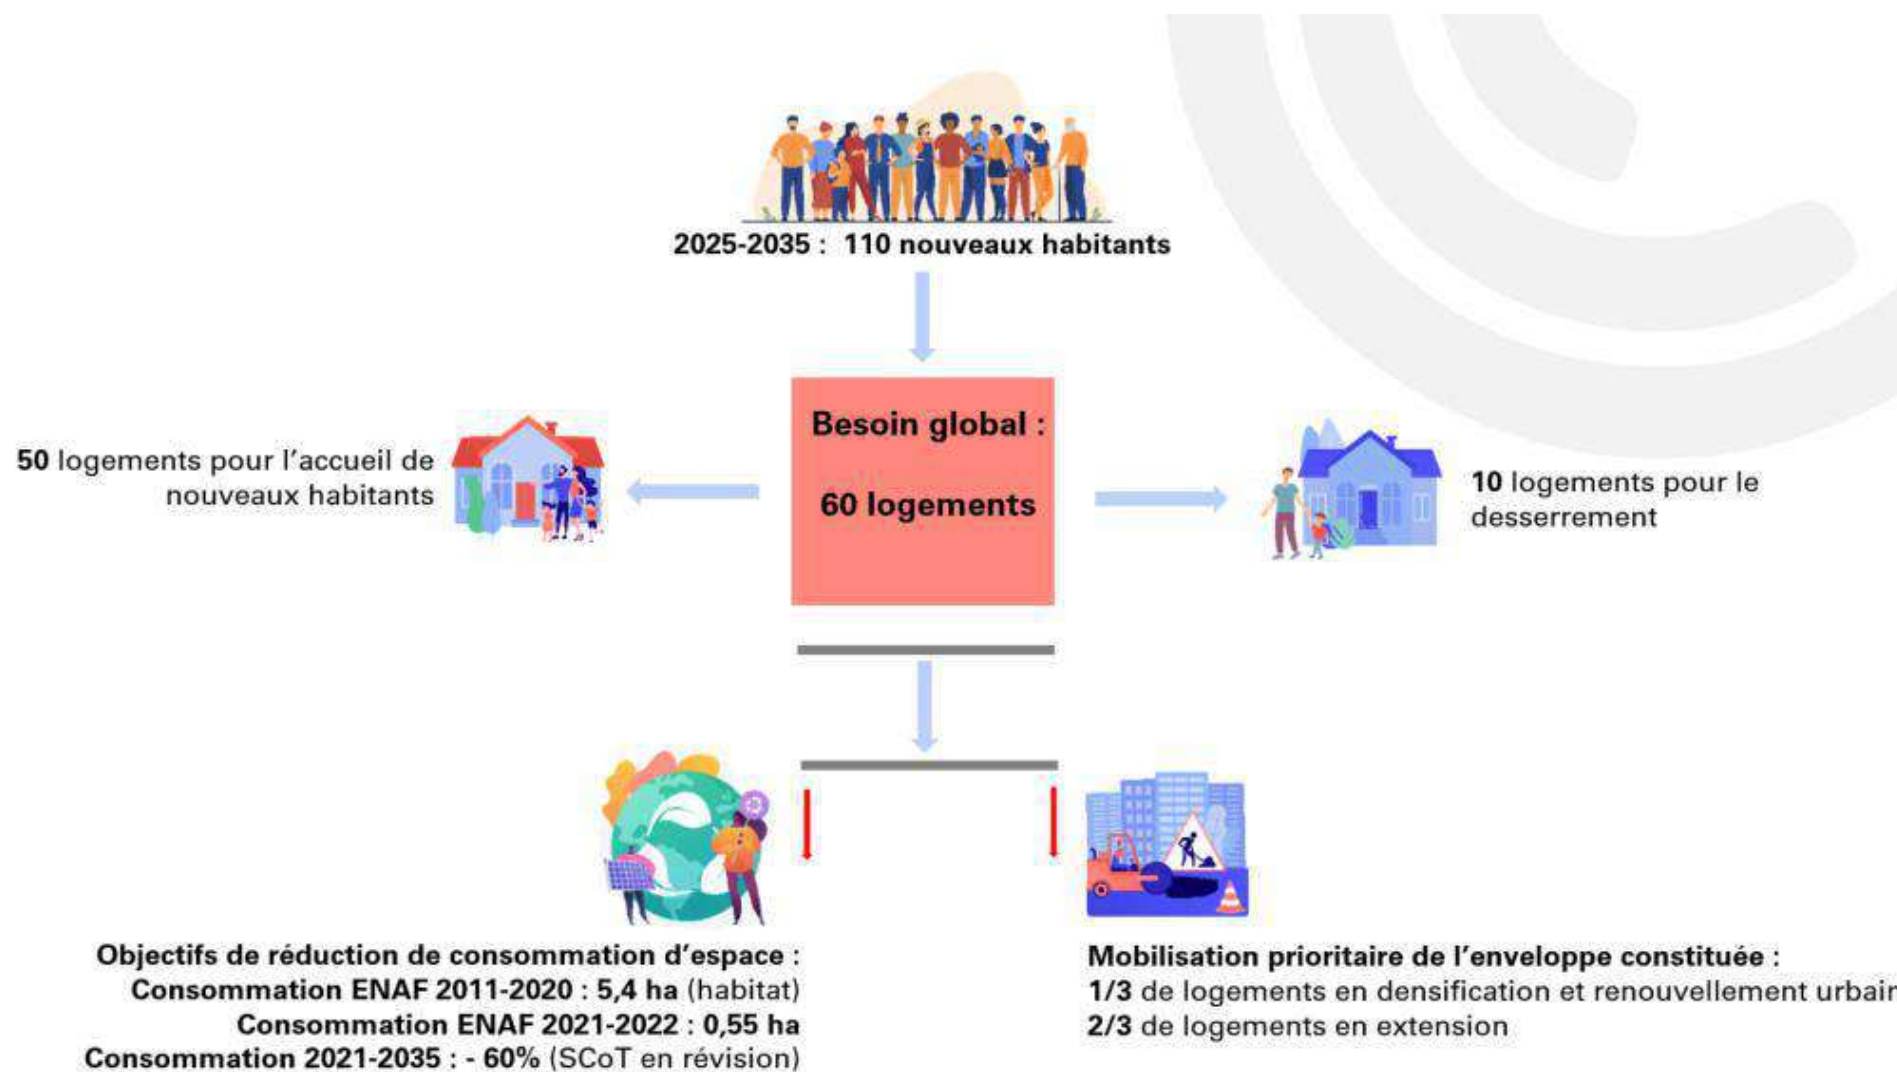 2025-2035 : 110 nouveaux habitants
Besoin global :
60 logements
50 logements pour l'accueil de
nouveaux habitants
10 logements pour le
desserrement
Objectifs de réduction de consommation d'espace :
Consommation ENAF 2011-2020 : 5,4 ha (habitat)
Consommation ENAF 2021-2022 : 0,55 ha
Consommation 2021-2035 : - 60% (SCoT en révision)
Mobilisation prioritaire de l'enveloppe constituée :
1/3 de logements en densification et renouvellement urbain
2/3 de logements en extension